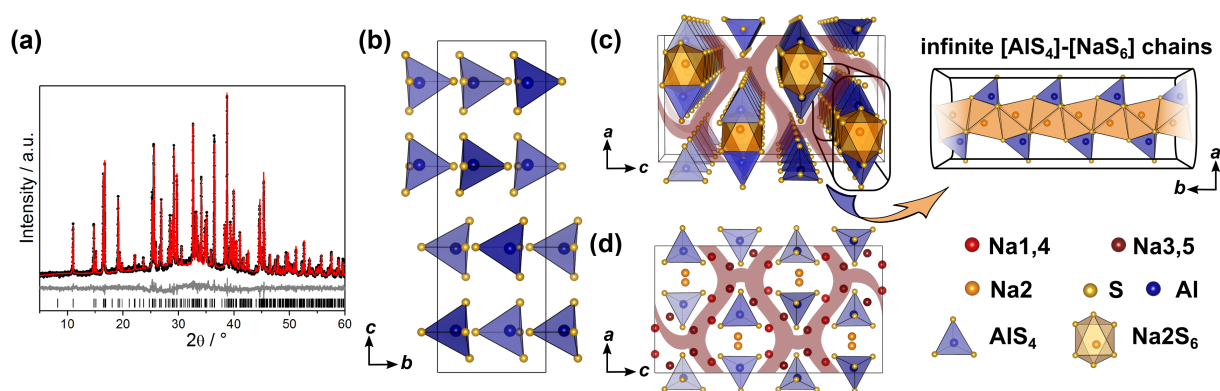 (a)
Intensity / a.u.
5 10 20 30 40 50 60
2θ / °
(b)
c
b
(c)
a
c
infinite [AlS₄]-[NaS₆] chains
a
b
(d)
a
c
Na1,4
Na3,5
Na2
S
Al
AlS₄
Na2S₆